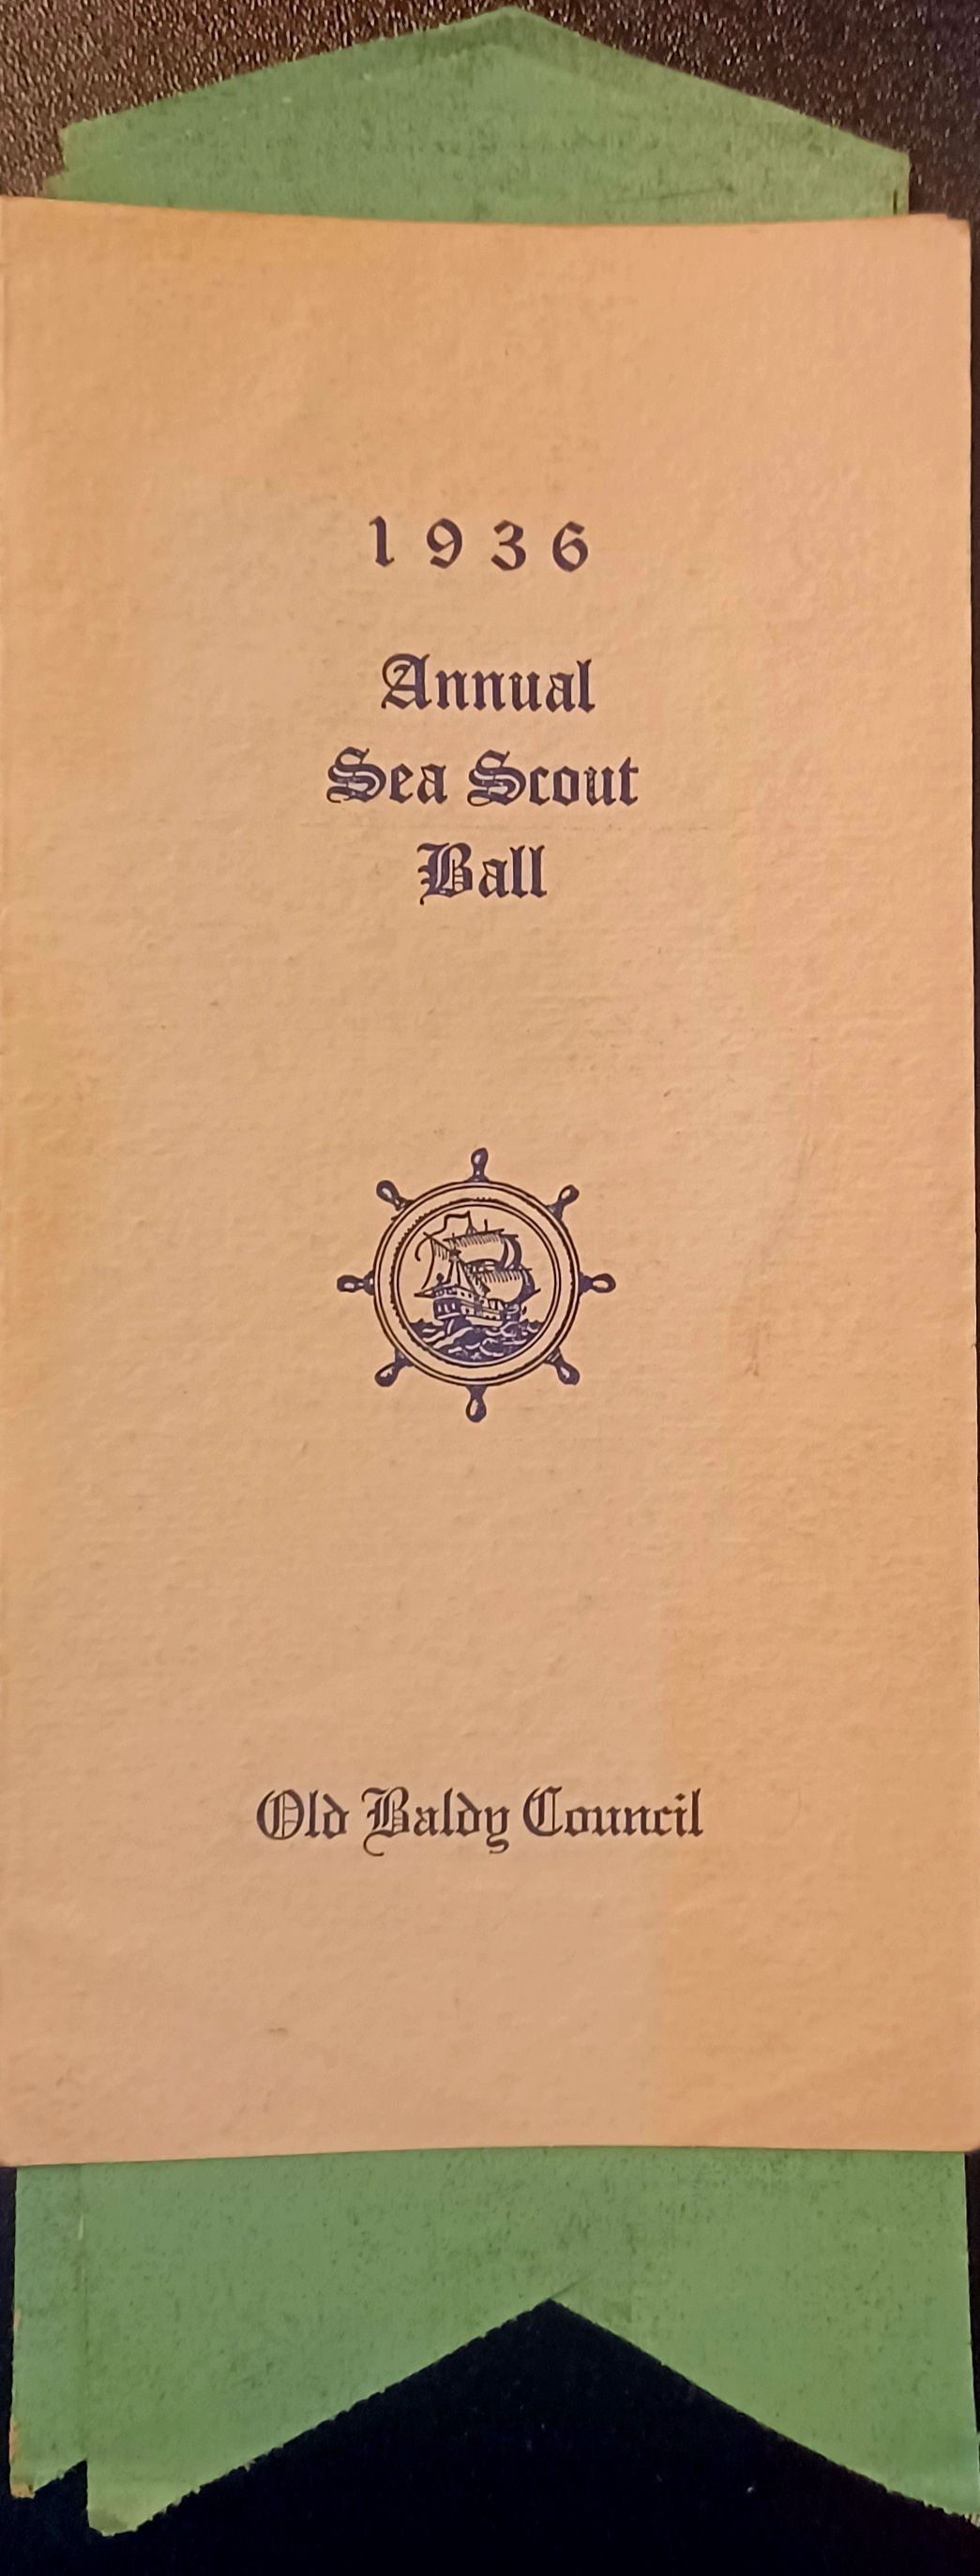 1936
Annual
Sea Scout
Ball
Old Baldy Council